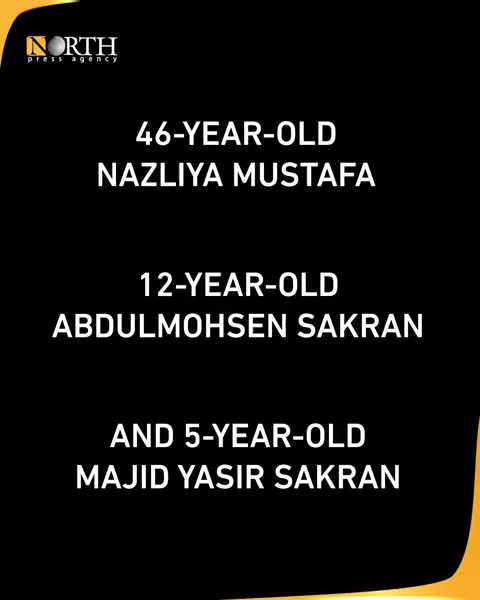 NORTH
press agency
46-YEAR-OLD
NAZLIYA MUSTAFA
12-YEAR-OLD
ABDULMOHSEN SAKRAN
AND 5-YEAR-OLD
MAJID YASIR SAKRAN